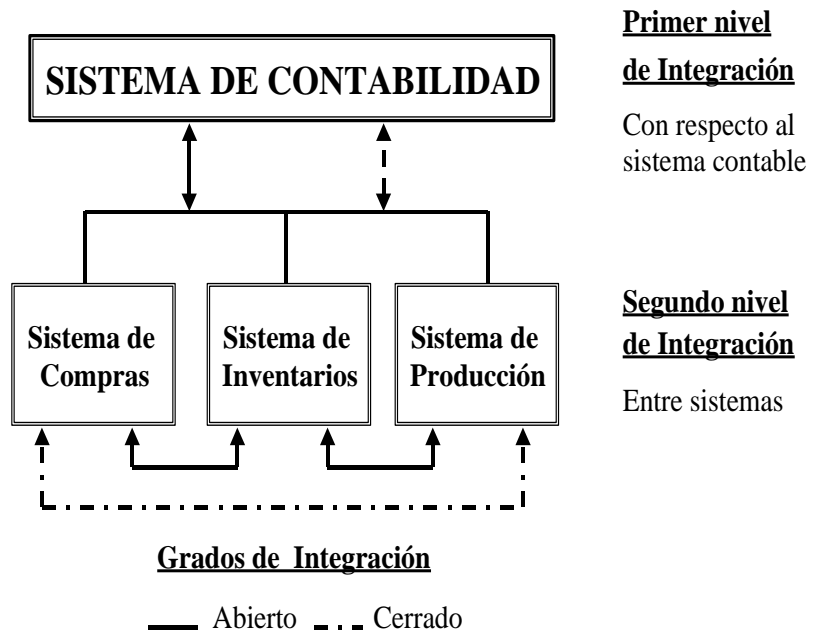 Primer nivel
de Integración
SISTEMA DE CONTABILIDAD
Con respecto al
sistema contable
Sistema de
Compras
Sistema de
Inventarios
Sistema de
Producción
Segundo nivel
de Integración
Entre sistemas
Grados de Integración
Abierto
Cerrado